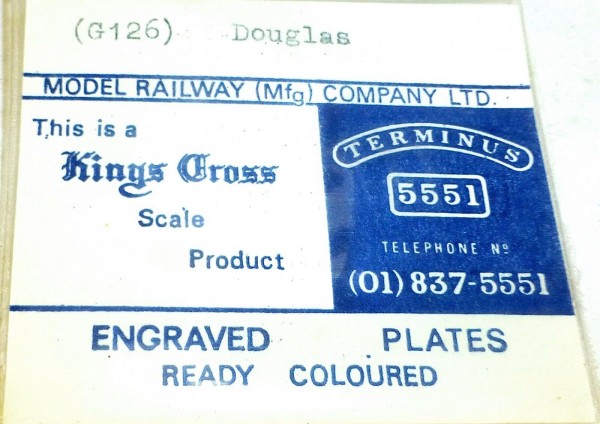 (G126) Douglas
MODEL RAILWAY (Mfg) COMPANY LTD.
This is a
Kings Cross
Scale
Product
TERMINUS
5551
TELEPHONE Nº
(01) 837-5551
ENGRAVED PLATES
READY COLOURED